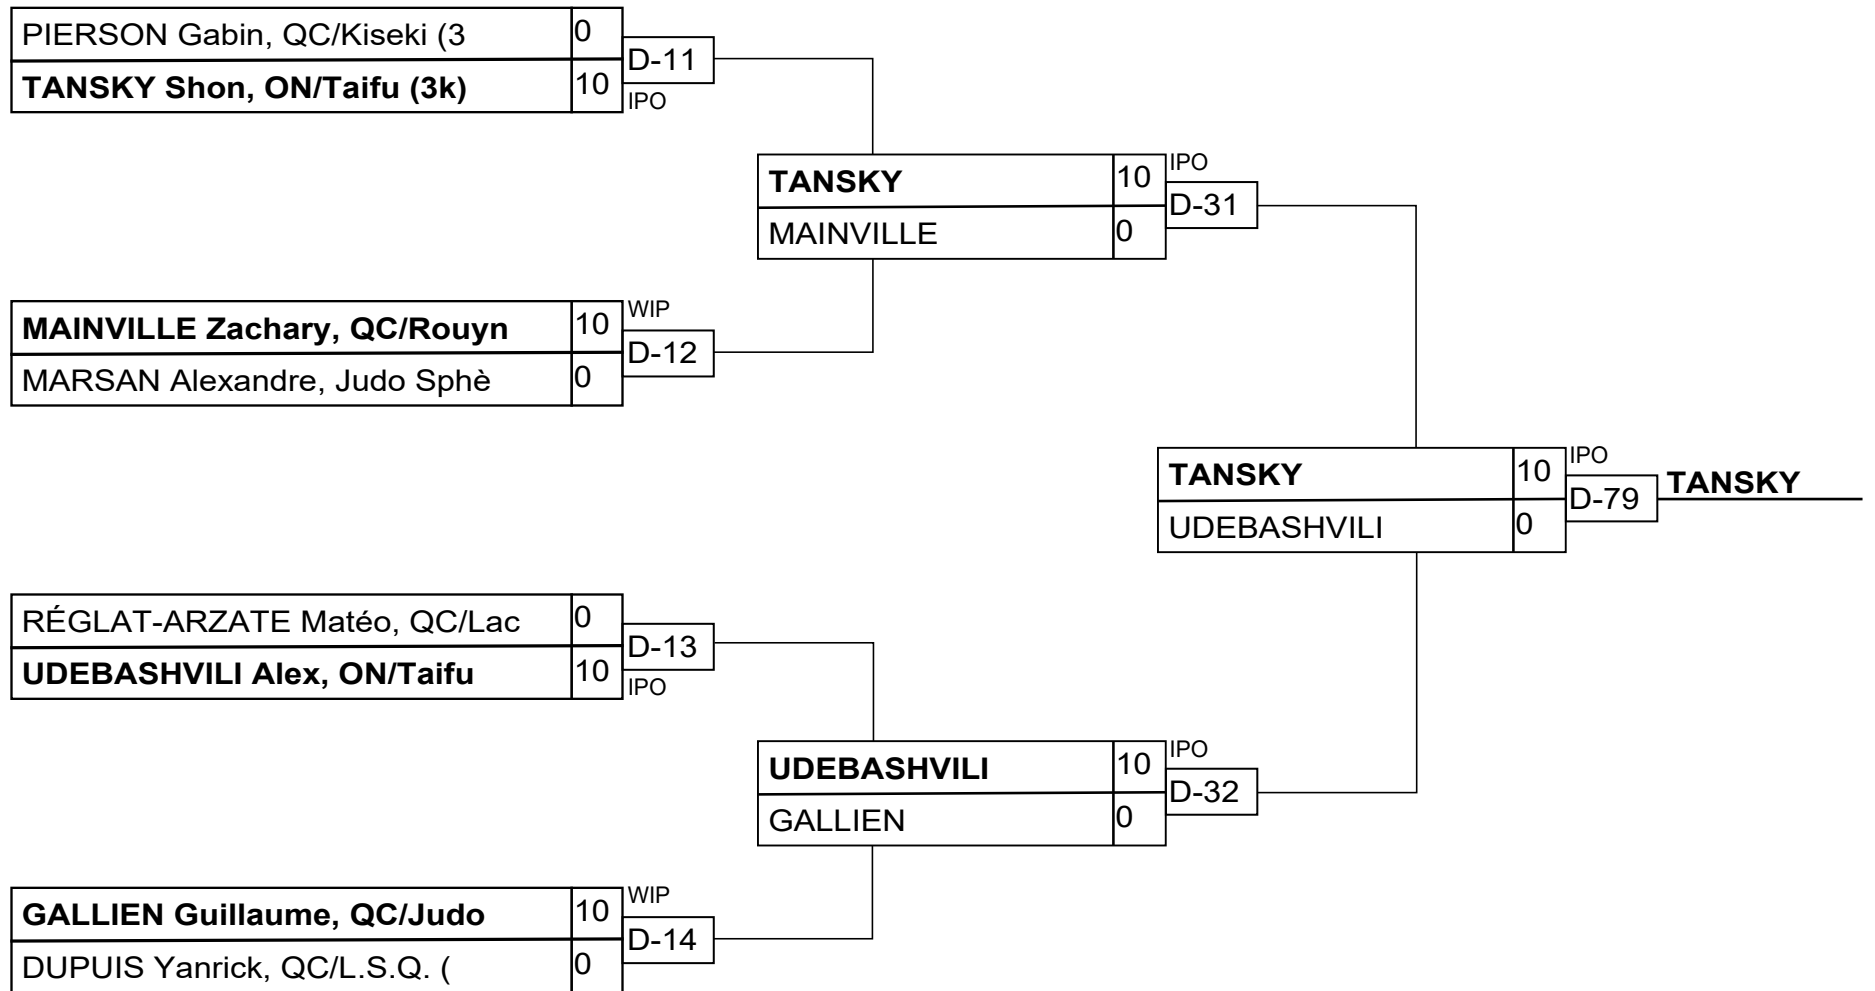 PIERSON Gabin, QC/Kiseki (3 0
D-11
TANSKY Shon, ON/Taifu (3k) 10
IPO
TANSKY 10 IPO
D-31
MAINVILLE 0
MAINVILLE Zachary, QC/Rouyn 10 WIP
D-12
MARSAN Alexandre, Judo Sphè 0
TANSKY 10 IPO
D-79 TANSKY
UDEBASHVILI 0
RÉGLAT-ARZATE Matéo, QC/Lac 0
D-13
UDEBASHVILI Alex, ON/Taifu 10
IPO
UDEBASHVILI 10 IPO
D-32
GALLIEN 0
GALLIEN Guillaume, QC/Judo 10 WIP
D-14
DUPUIS Yanrick, QC/L.S.Q. ( 0